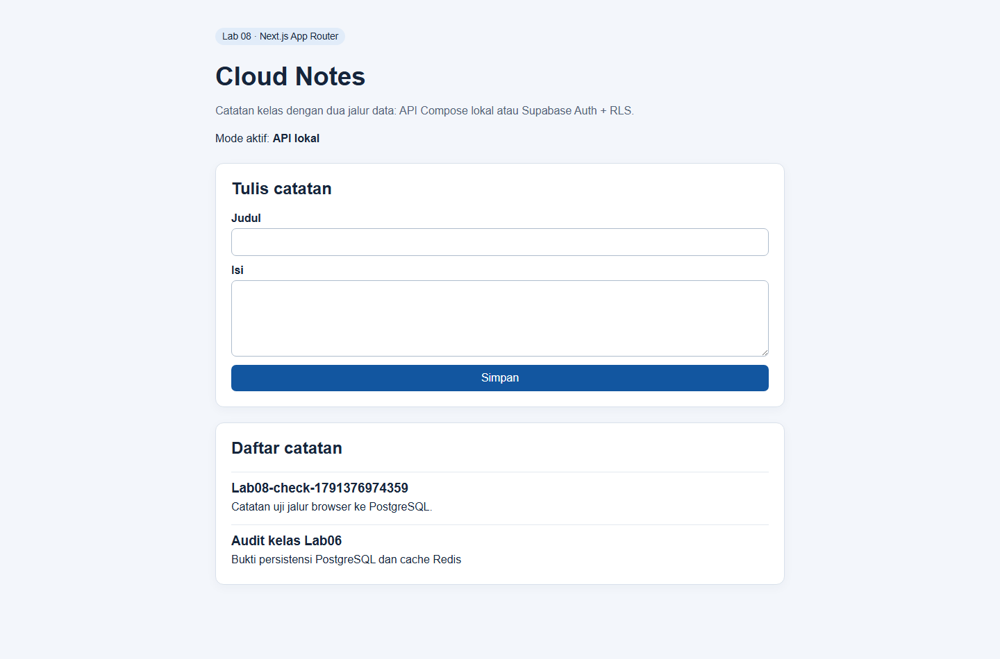 Lab 08 · Next.js App Router
Cloud Notes
Catatan kelas dengan dua jalur data: API Compose lokal atau Supabase Auth + RLS.
Mode aktif: API lokal
Tulis catatan
Judul
Isi
Simpan
Daftar catatan
Lab08-check-1791376974359
Catatan uji jalur browser ke PostgreSQL.
Audit kelas Lab06
Bukti persistensi PostgreSQL dan cache Redis